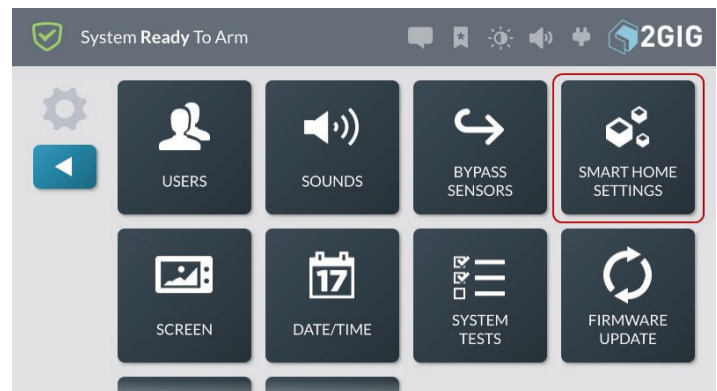 System Ready To Arm
2GIG
USERS
SOUNDS
BYPASS
SENSORS
SMART HOME
SETTINGS
SCREEN
17
DATE/TIME
SYSTEM
TESTS
FIRMWARE
UPDATE